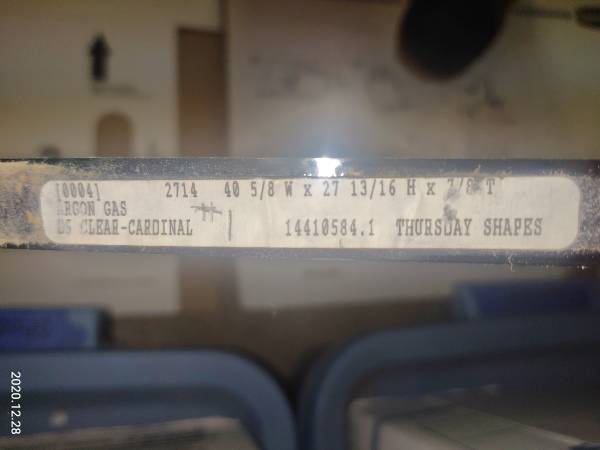 [0004] 2714 40 5/8 W x 27 13/16 H x 7/8 T
ARGON GAS
DS CLEAR-CARDINAL 14410584.1 THURSDAY SHAPES
2020.12.28